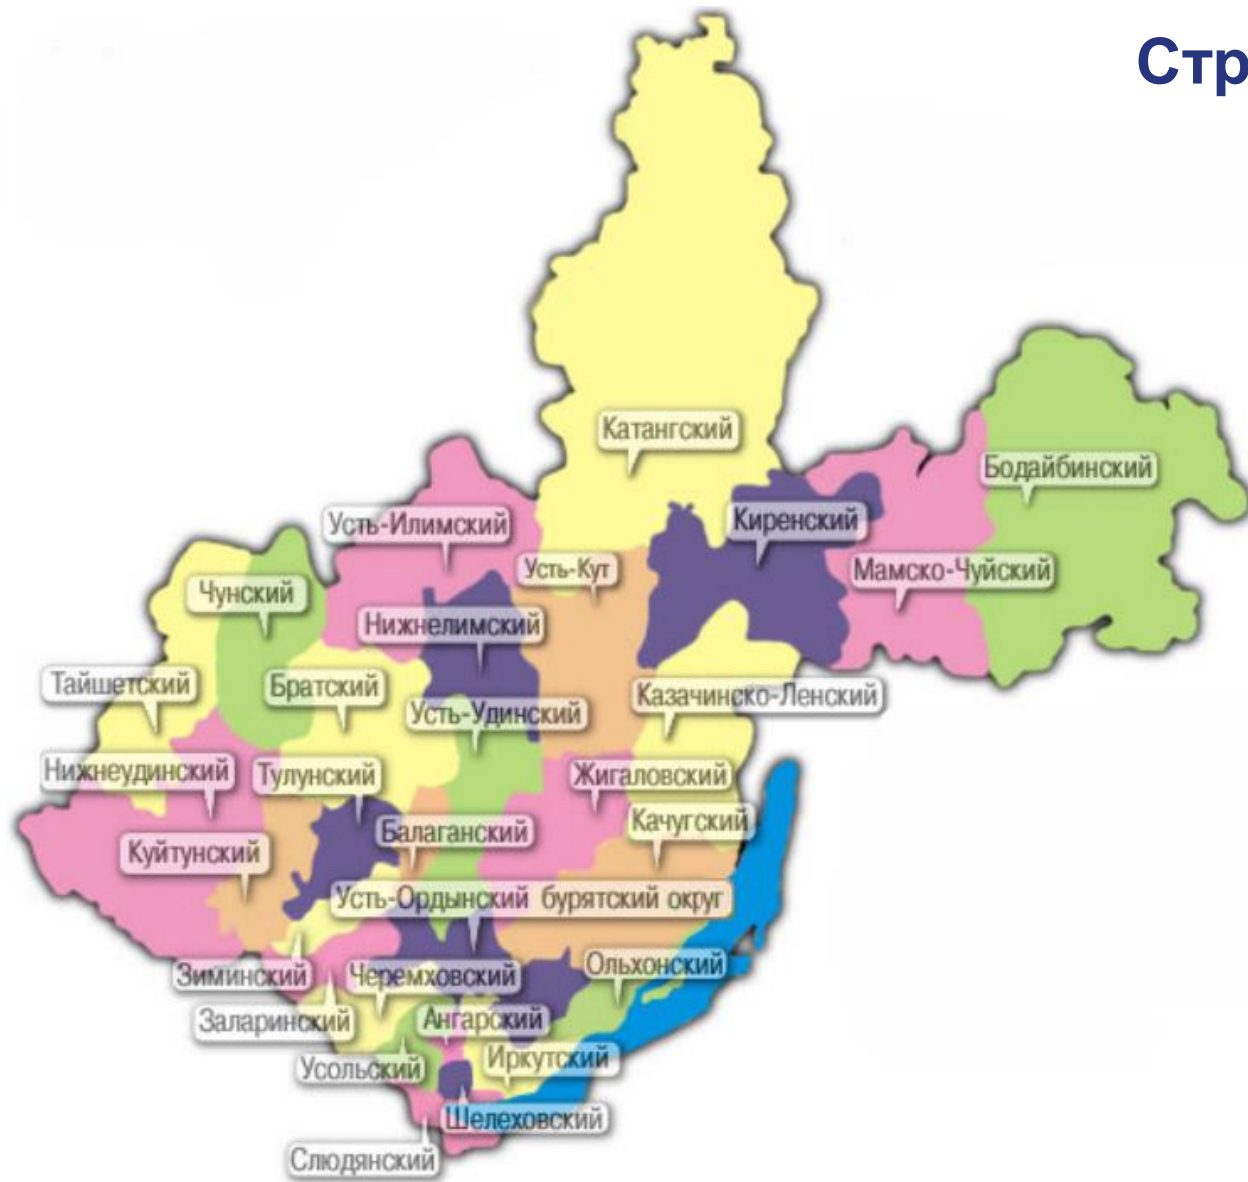 Стр
Катангский
Бодайбинский
Усть-Илимский
Киренский
Усть-Кут
Мамско-Чуйский
Чунский
Нижнелимский
Тайшетский
Братский
Казачинско-Ленский
Усть-Удинский
Нижнеудинский
Тулунский
Жигаловский
Качугский
Балаганский
Куйтунский
Усть-Ордынский бурятский округ
Ольхонский
Зиминский
Черемховский
Заларинский
Ангарский
Иркутский
Усольский
Шелеховский
Слюдянский